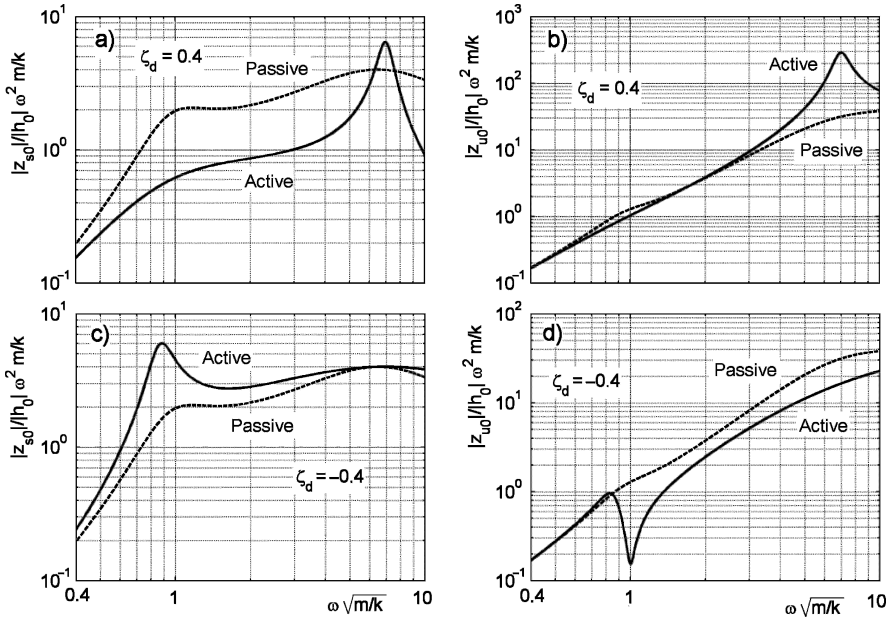 a)
ζd = 0.4
Passive
Active
|zs0|/|h0| ω² m/k
10¹
10⁰
10⁻¹
b)
ζd = 0.4
Active
Passive
|zu0|/|h0| ω² m/k
10³
10²
10¹
10⁰
10⁻¹
c)
Active
Passive
ζd = −0.4
|zs0|/|h0| ω² m/k
10¹
10⁰
10⁻¹
0.4
1
ω √m/k
10
d)
ζd = −0.4
Passive
Active
|zu0|/|h0| ω² m/k
10²
10¹
10⁰
10⁻¹
0.4
1
ω √m/k
10